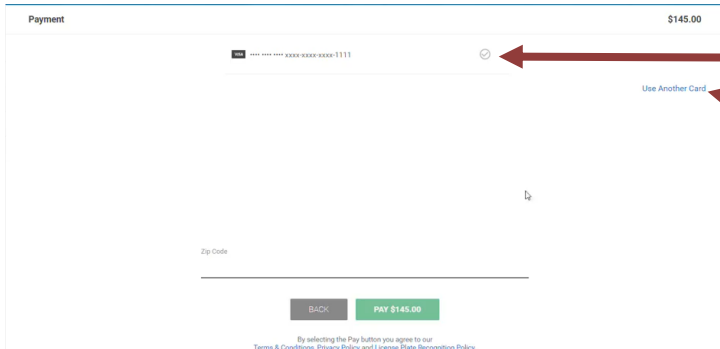 Payment $145.00
VISA •••• •••• •••• xxxx-xxxx-xxxx-1111
Use Another Card
Zip Code
BACK PAY $145.00
By selecting the Pay button you agree to our
Terms & Conditions, Privacy Policy and License Plate Recognition Policy